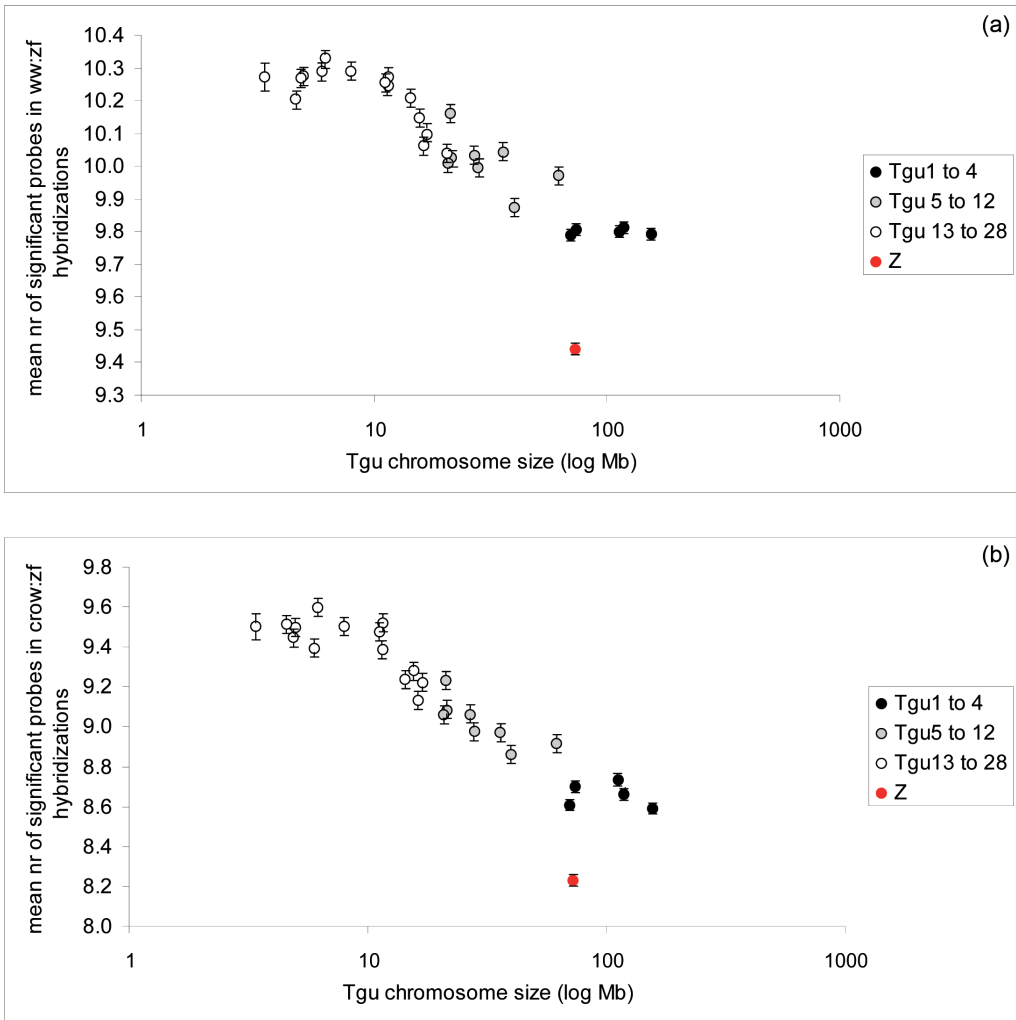 (a)
mean nr of significant probes in ww:zf
hybridizations
10.4
10.3
10.2
10.1
10.0
9.9
9.8
9.7
9.6
9.5
9.4
9.3
1
10
100
1000
Tgu chromosome size (log Mb)
Tgu1 to 4
Tgu 5 to 12
Tgu 13 to 28
Z
(b)
mean nr of significant probes in crow:zf
hybridizations
9.8
9.6
9.4
9.2
9.0
8.8
8.6
8.4
8.2
8.0
1
10
100
1000
Tgu chromosome size (log Mb)
Tgu1 to 4
Tgu5 to 12
Tgu13 to 28
Z